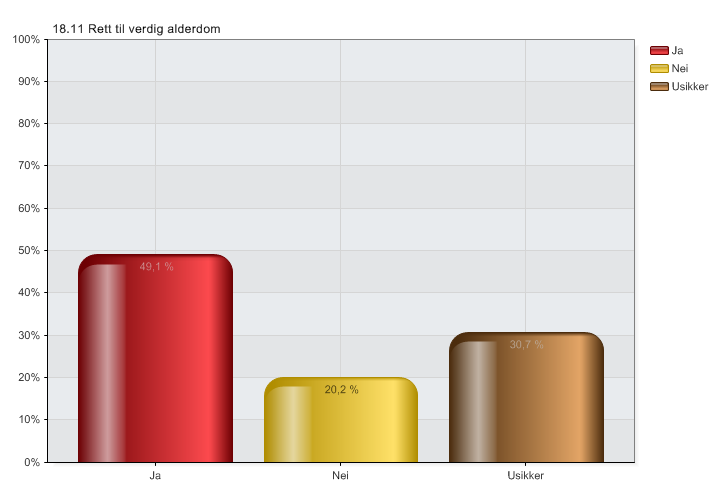 18.11 Rett til verdig alderdom
100%
90%
80%
70%
60%
50%
40%
30%
20%
10%
0%
49,1 %
20,2 %
30,7 %
Ja
Nei
Usikker
Ja
Nei
Usikker